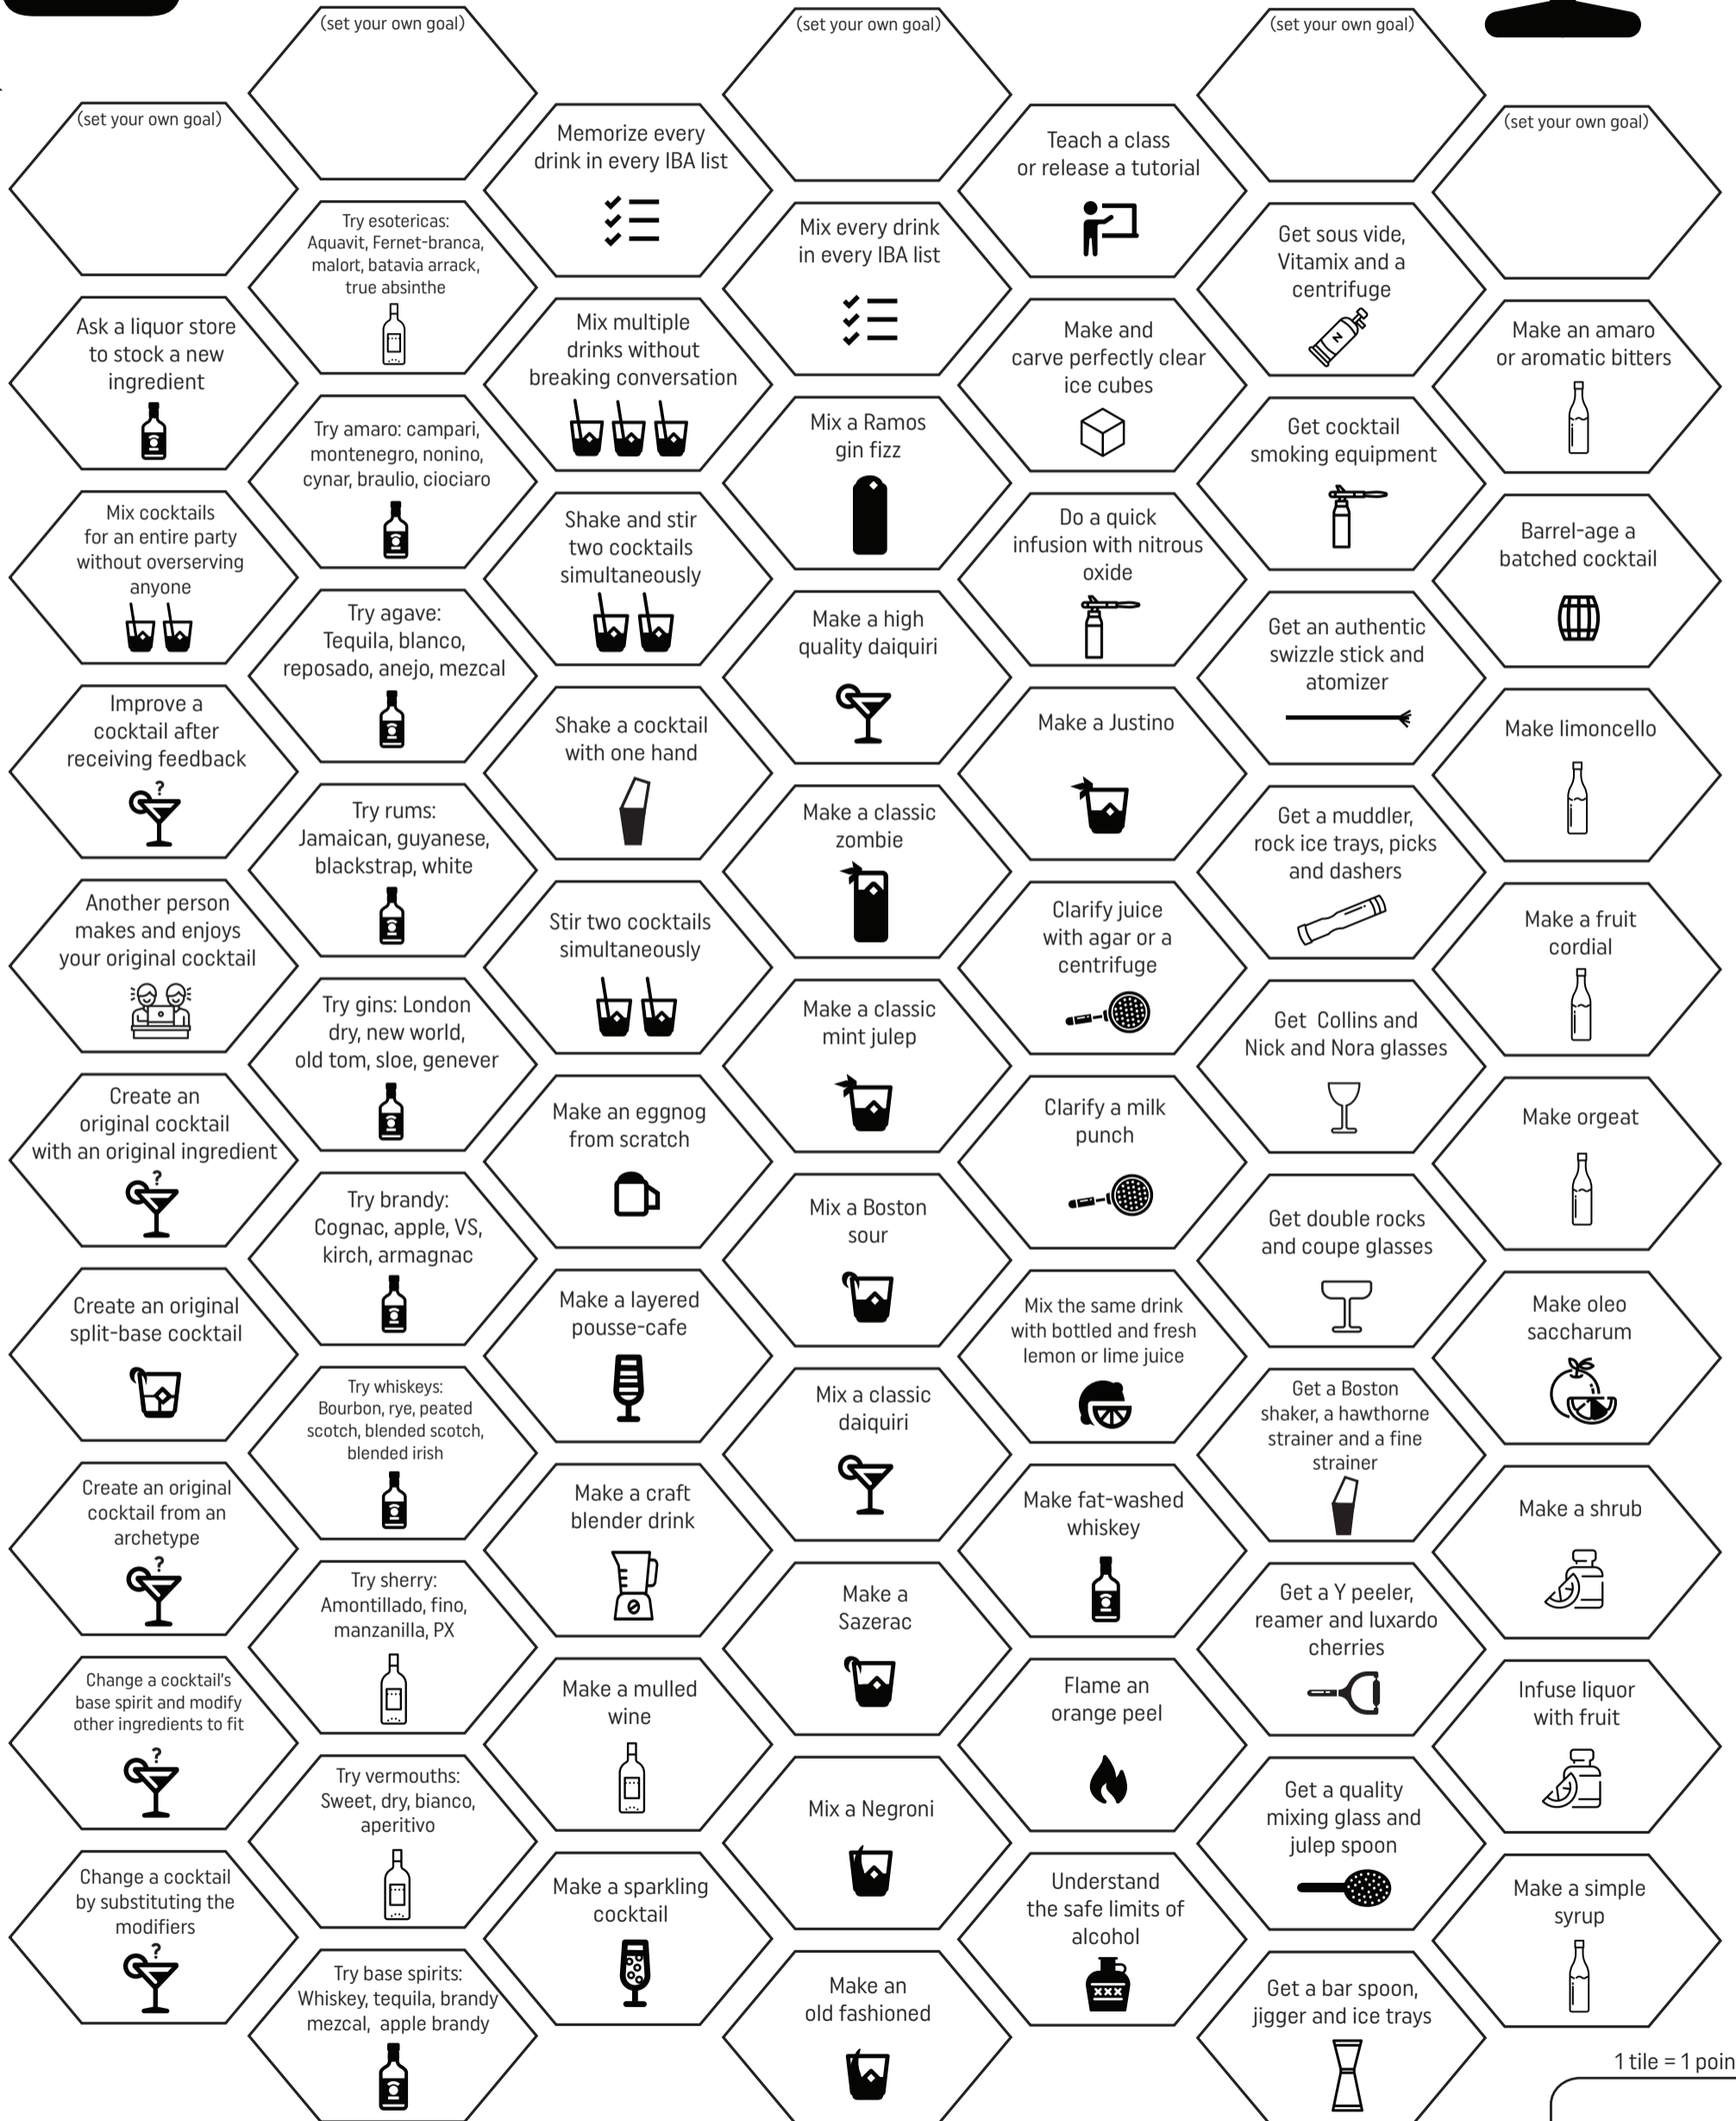 (set your own goal)
(set your own goal)
(set your own goal)
(set your own goal)
Ask a liquor store
to stock a new
ingredient
Mix cocktails
for an entire party
without overserving
anyone
Improve a
cocktail after
receiving feedback
Another person
makes and enjoys
your original cocktail
Create an
original cocktail
with an original ingredient
Create an original
split-base cocktail
Create an original
cocktail from an
archetype
Change a cocktail's
base spirit and modify
other ingredients to fit
Change a cocktail
by substituting the
modifiers
Try esotericas:
Aquavit, Fernet-branca,
malort, batavia arrack,
true absinthe
Try amaro: campari,
montenegro, nonino,
cynar, braulio, ciociaro
Try agave:
Tequila, blanco,
reposado, anejo, mezcal
Try rums:
Jamaican, guyanese,
blackstrap, white
Try gins: London
dry, new world,
old tom, sloe, genever
Try brandy:
Cognac, apple, VS,
kirch, armagnac
Try whiskeys:
Bourbon, rye, peated
scotch, blended scotch,
blended irish
Try sherry:
Amontillado, fino,
manzanilla, PX
Try vermouths:
Sweet, dry, bianco,
aperitivo
Try base spirits:
Whiskey, tequila, brandy
mezcal, apple brandy
Memorize every
drink in every IBA list
Mix multiple
drinks without
breaking conversation
Shake and stir
two cocktails
simultaneously
Shake a cocktail
with one hand
Stir two cocktails
simultaneously
Make an eggnog
from scratch
Make a layered
pousse-cafe
Make a craft
blender drink
Make a mulled
wine
Make a sparkling
cocktail
Mix every drink
in every IBA list
Mix a Ramos
gin fizz
Make a high
quality daiquiri
Make a classic
zombie
Make a classic
mint julep
Mix a Boston
sour
Mix a classic
daiquiri
Make a
Sazerac
Mix a Negroni
Make an
old fashioned
Teach a class
or release a tutorial
Make and
carve perfectly clear
ice cubes
Do a quick
infusion with nitrous
oxide
Make a Justino
Clarify juice
with agar or a
centrifuge
Clarify a milk
punch
Mix the same drink
with bottled and fresh
lemon or lime juice
Make fat-washed
whiskey
Flame an
orange peel
Understand
the safe limits of
alcohol
XXX
Get sous vide,
Vitamix and a
centrifuge
N
Get cocktail
smoking equipment
Get an authentic
swizzle stick and
atomizer
Get a muddler,
rock ice trays, picks
and dashers
Get Collins and
Nick and Nora glasses
Get double rocks
and coupe glasses
Get a Boston
shaker, a hawthorne
strainer and a fine
strainer
Get a Y peeler,
reamer and luxardo
cherries
Get a quality
mixing glass and
julep spoon
Get a bar spoon,
jigger and ice trays
(set your own goal)
Make an amaro
or aromatic bitters
Barrel-age a
batched cocktail
Make limoncello
Make a fruit
cordial
Make orgeat
Make oleo
saccharum
Make a shrub
Infuse liquor
with fruit
Make a simple
syrup
1 tile = 1 poin